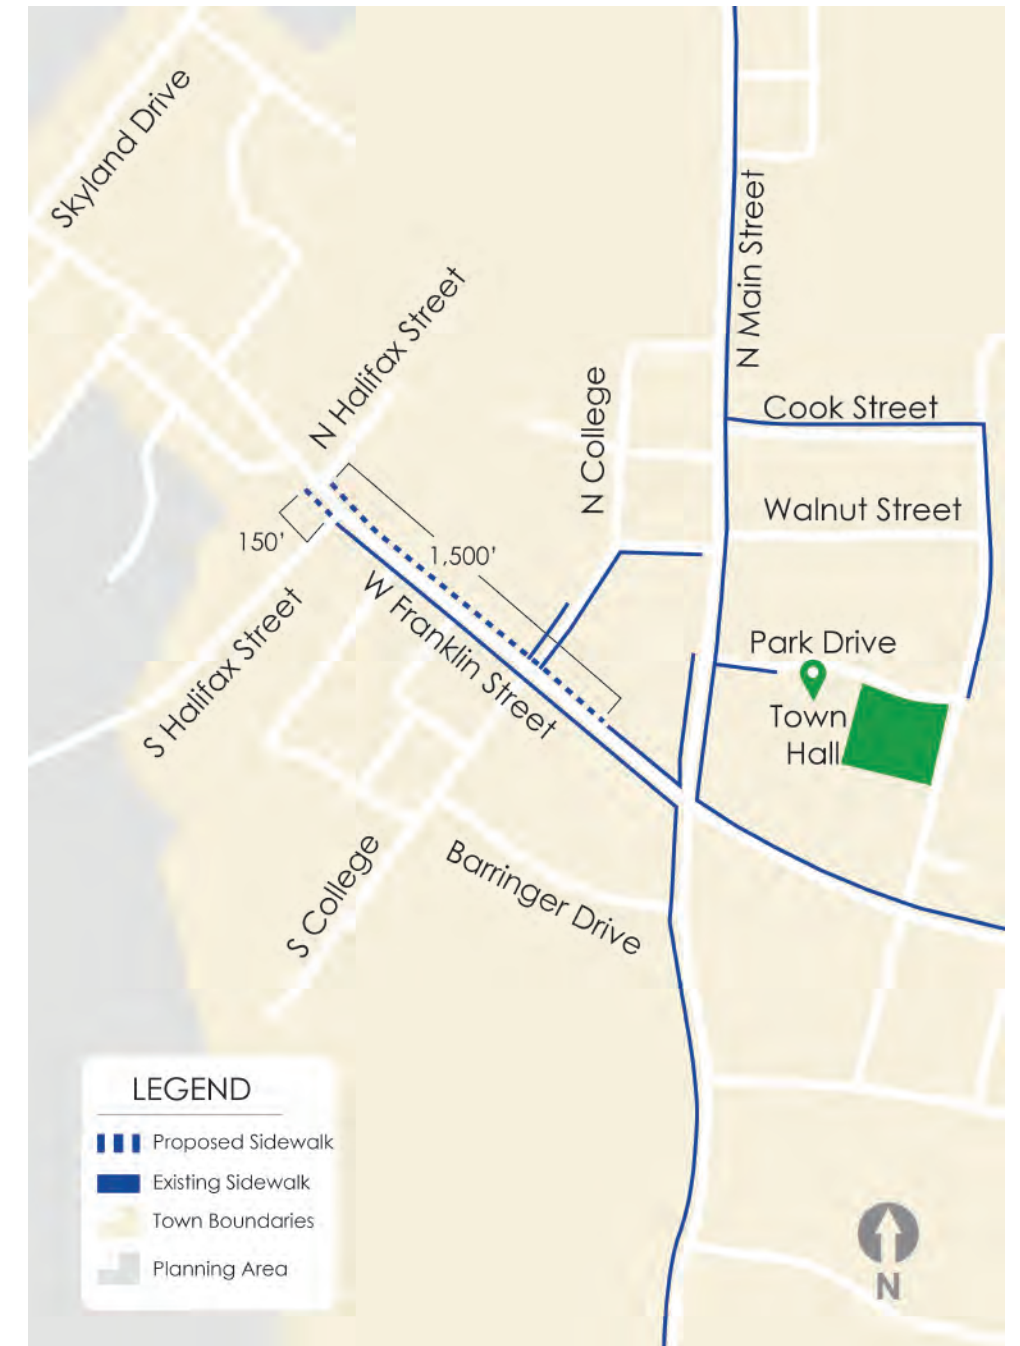 Skyland Drive
N Main Street
N Halifax Street
N College
Cook Street
Walnut Street
150'
1,500'
W Franklin Street
S Halifax Street
Park Drive
Town
Hall
S College
Barringer Drive
LEGEND
Proposed Sidewalk
Existing Sidewalk
Town Boundaries
Planning Area
N